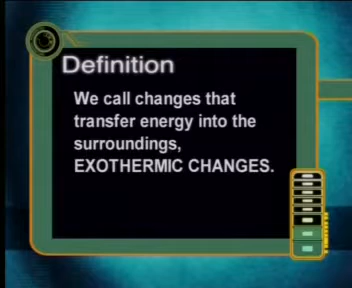 Definition
We call changes that
transfer energy into the
surroundings,
EXOTHERMIC CHANGES.